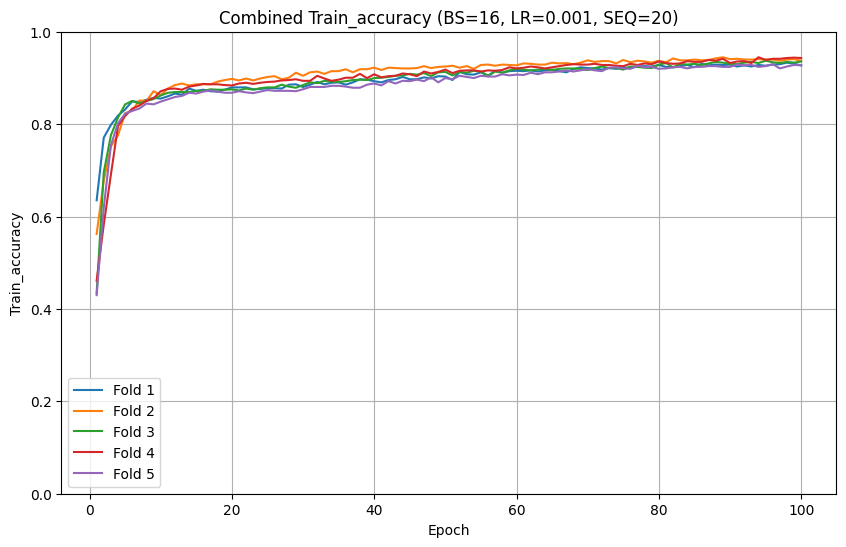 Combined Train_accuracy (BS=16, LR=0.001, SEQ=20)
Train_accuracy
1.0
0.8
0.6
0.4
0.2
0.0
Fold 1
Fold 2
Fold 3
Fold 4
Fold 5
0 20 40 60 80 100
Epoch